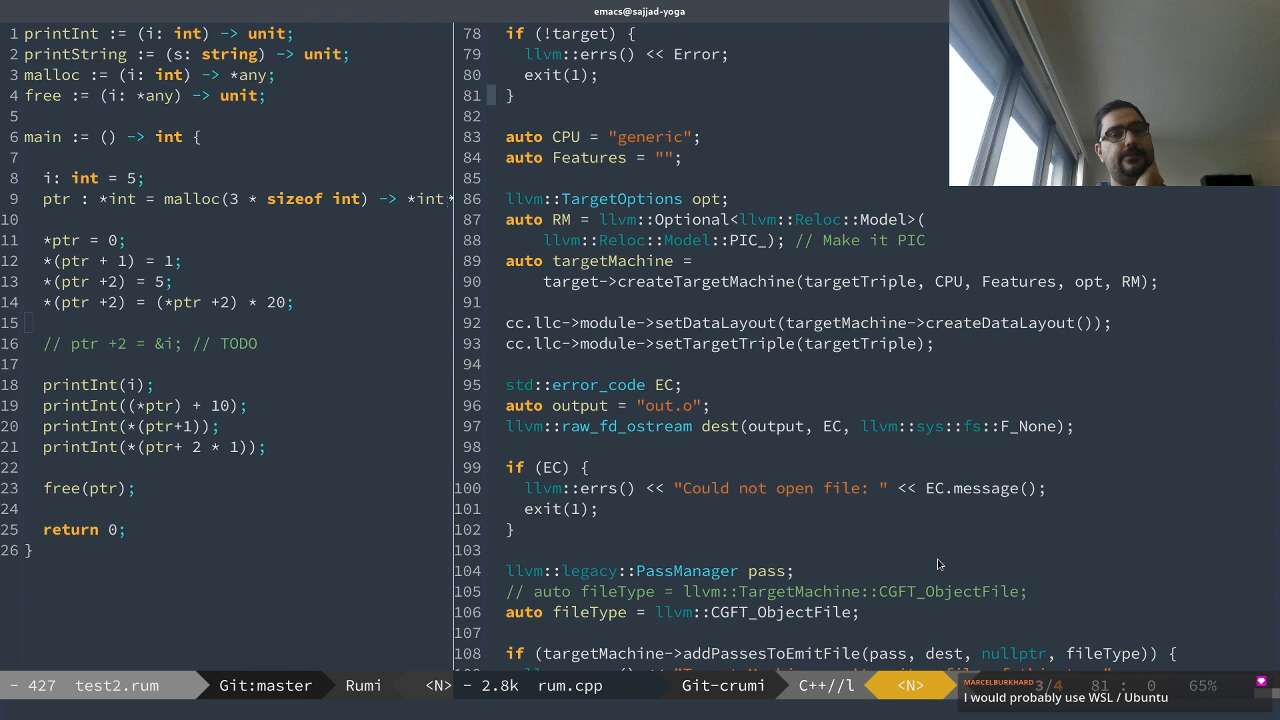 emacs@sajjad-yoga
1 printInt := (i: int) -> unit;
2 printString := (s: string) -> unit;
3 malloc := (i: int) -> *any;
4 free := (i: *any) -> unit;
5
6 main := () -> int {
7
8 i: int = 5;
9 ptr : *int = malloc(3 * sizeof int) -> *int;
10
11 *ptr = 0;
12 *(ptr + 1) = 1;
13 *(ptr +2) = 5;
14 *(ptr +2) = (*ptr +2) * 20;
15
16 // ptr +2 = &i; // TODO
17
18 printInt(i);
19 printInt((*ptr) + 10);
20 printInt(*(ptr+1));
21 printInt(*(ptr+ 2 * 1));
22
23 free(ptr);
24
25 return 0;
26 }
- 427 test2.rum Git:master Rumi <N>
78 if (!target) {
79 llvm::errs() << Error;
80 exit(1);
81 }
82
83 auto CPU = "generic";
84 auto Features = "";
85
86 llvm::TargetOptions opt;
87 auto RM = llvm::Optional<llvm::Reloc::Model>(
88 llvm::Reloc::Model::PIC_); // Make it PIC
89 auto targetMachine =
90 target->createTargetMachine(targetTriple, CPU, Features, opt, RM);
91
92 cc.llc->module->setDataLayout(targetMachine->createDataLayout());
93 cc.llc->module->setTargetTriple(targetTriple);
94
95 std::error_code EC;
96 auto output = "out.o";
97 llvm::raw_fd_ostream dest(output, EC, llvm::sys::fs::F_None);
98
99 if (EC) {
100 llvm::errs() << "Could not open file: " << EC.message();
101 exit(1);
102 }
103
104 llvm::legacy::PassManager pass;
105 // auto fileType = llvm::TargetMachine::CGFT_ObjectFile;
106 auto fileType = llvm::CGFT_ObjectFile;
107
108 if (targetMachine->addPassesToEmitFile(pass, dest, nullptr, fileType)) {
- 2.8k rum.cpp Git-crumi C++//l <N> 3/4 81 : 0 65%
MARCELBURKHARD
I would probably use WSL / Ubuntu